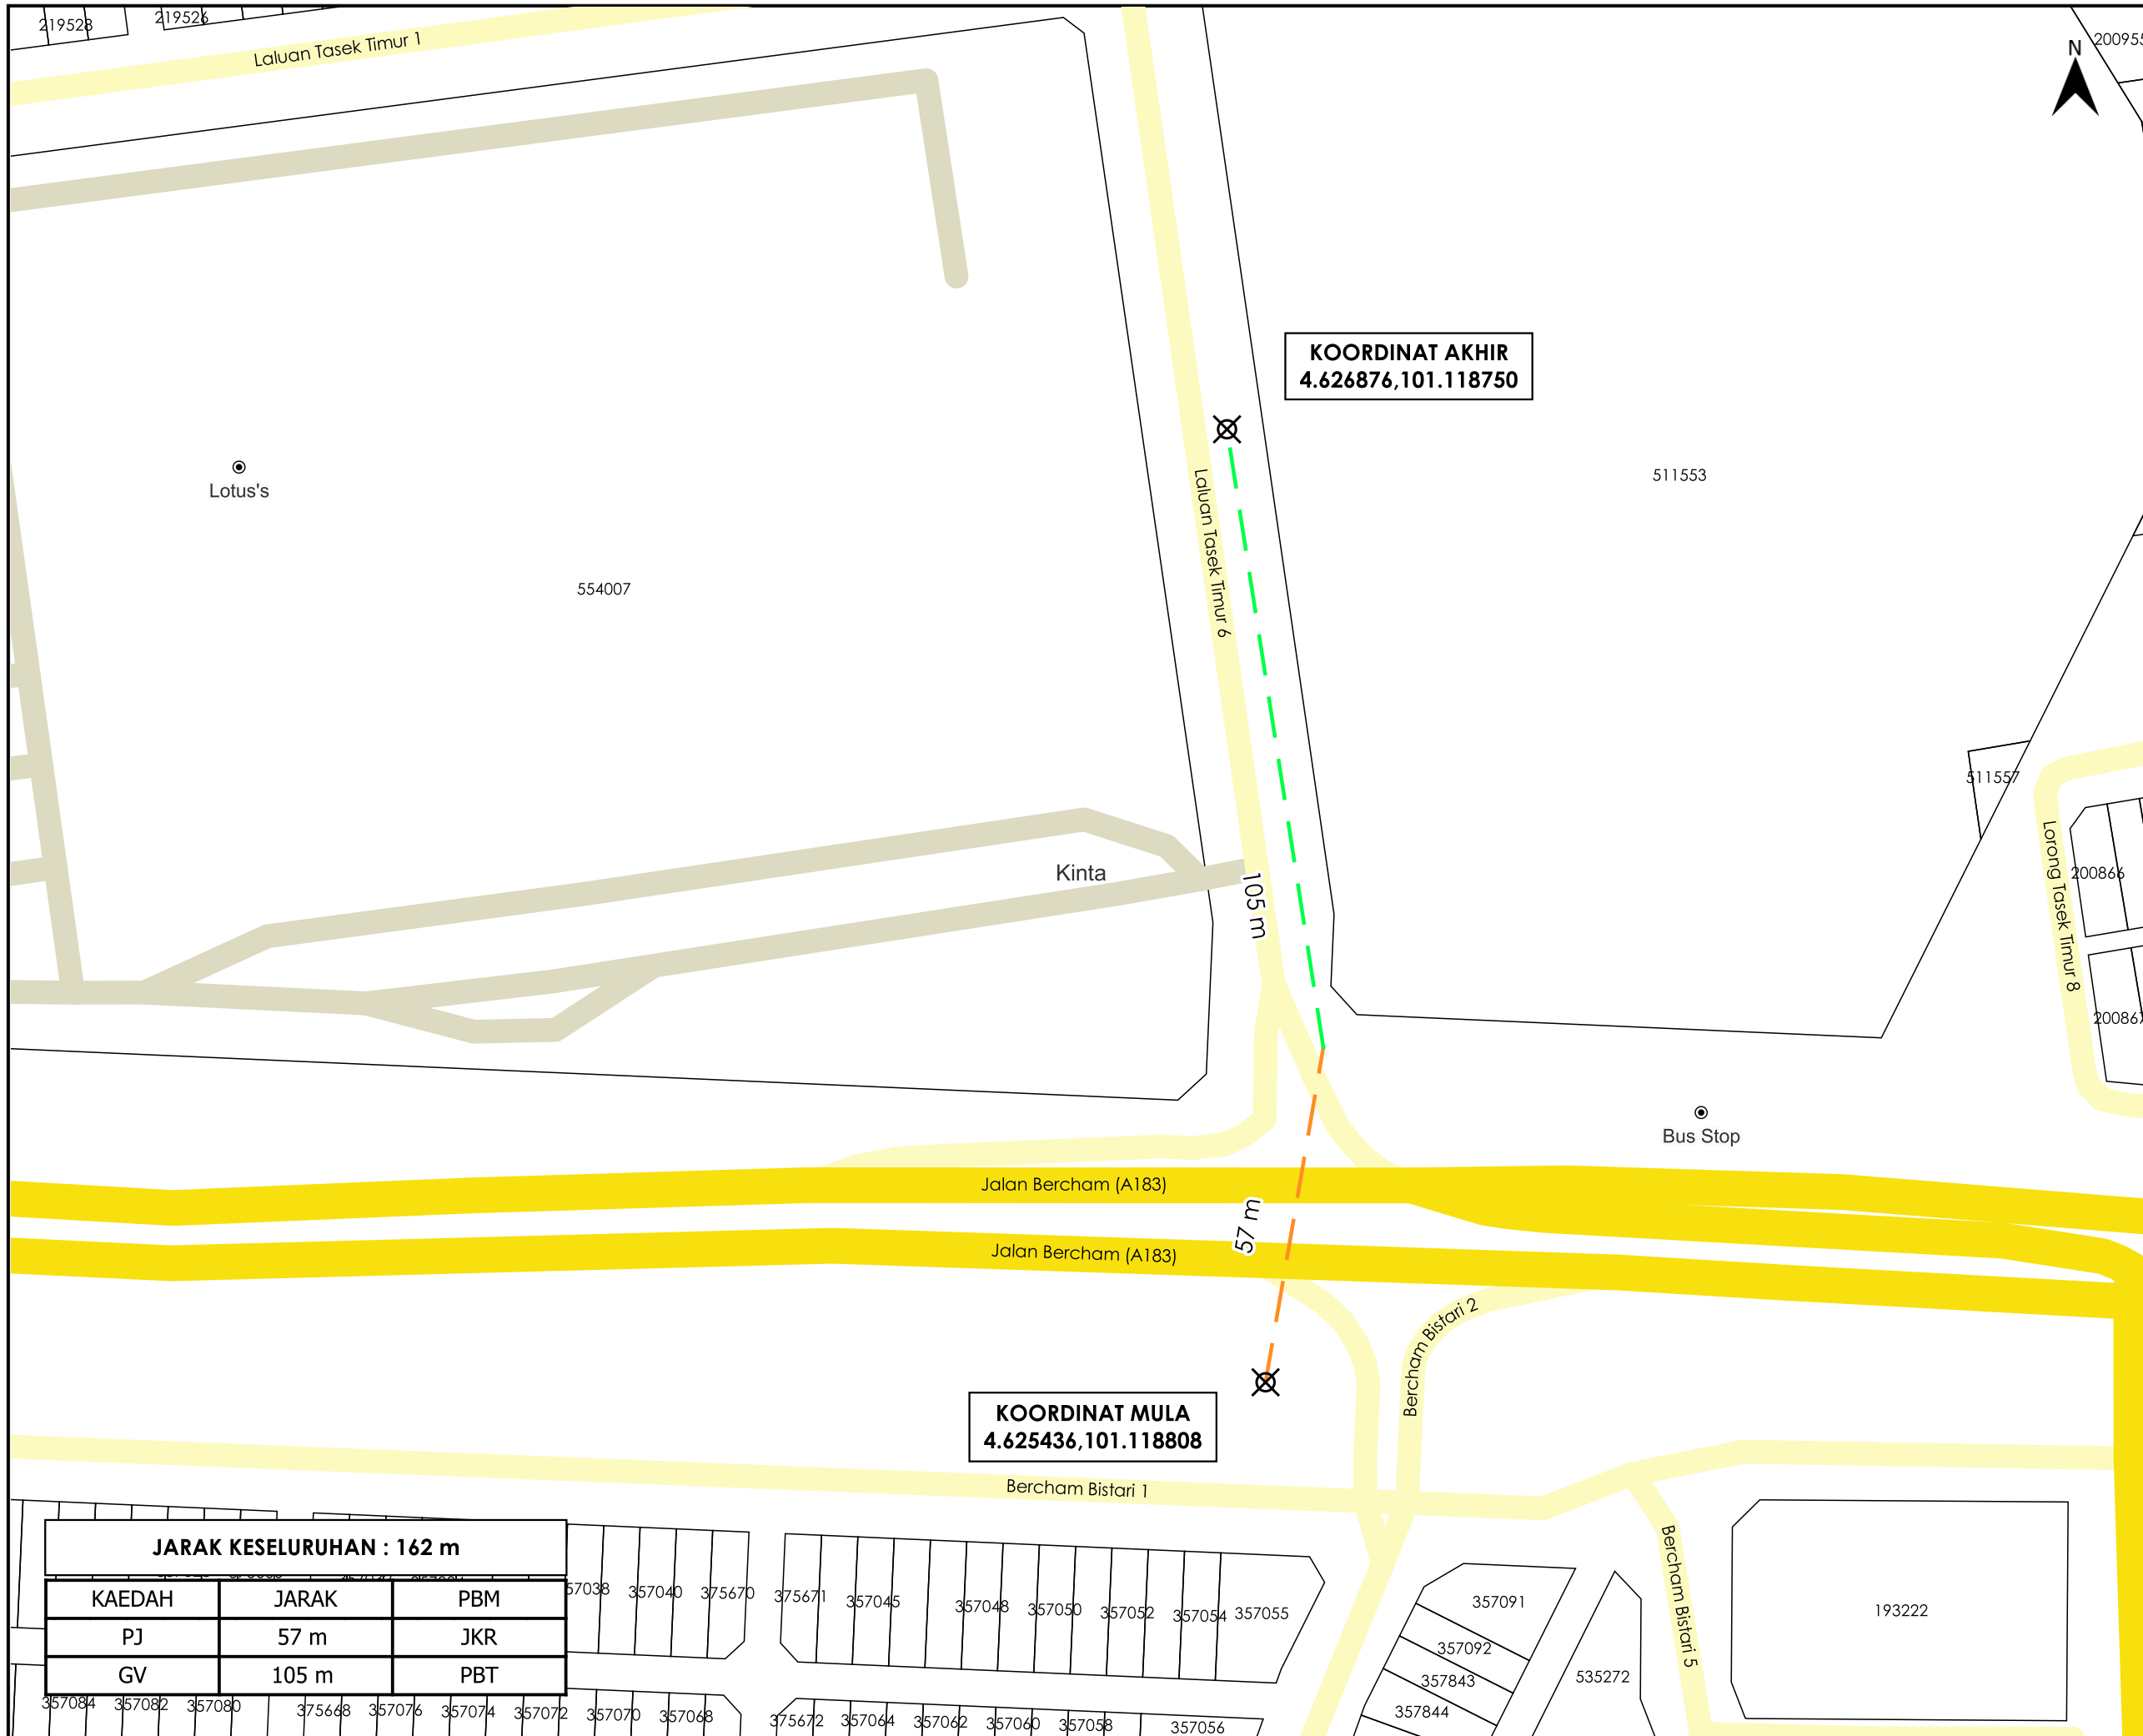 219528
219526
Laluan Tasek Timur 1
N
KOORDINAT AKHIR
4.626876,101.118750
Lotus's
511553
Laluan Tasek Timur 6
554007
511557
Lorong Tasek Timur 8
200866
Kinta
105 m
Bus Stop
Jalan Bercham (A183)
57 m
Jalan Bercham (A183)
Bercham Bistari 2
KOORDINAT MULA
4.625436,101.118808
Bercham Bistari 1
Bercham Bistari 5
JARAK KESELURUHAN : 162 m
KAEDAH JARAK PBM
PJ 57 m JKR
GV 105 m PBT
357040
375670
375671
357045
357048
357050
357052
357054
357055
357091
357092
357843
357844
535272
193222
357084
357082
357080
375668
357076
357074
357072
357070
357068
375672
357064
357062
357060
357058
357056